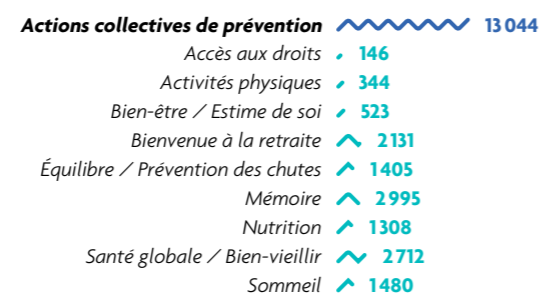 Actions collectives de prévention 13 044
Accès aux droits 146
Activités physiques 344
Bien-être / Estime de soi 523
Bienvenue à la retraite 2 131
Équilibre / Prévention des chutes 1 405
Mémoire 2 995
Nutrition 1 308
Santé globale / Bien-vieillir 2 712
Sommeil 1 480